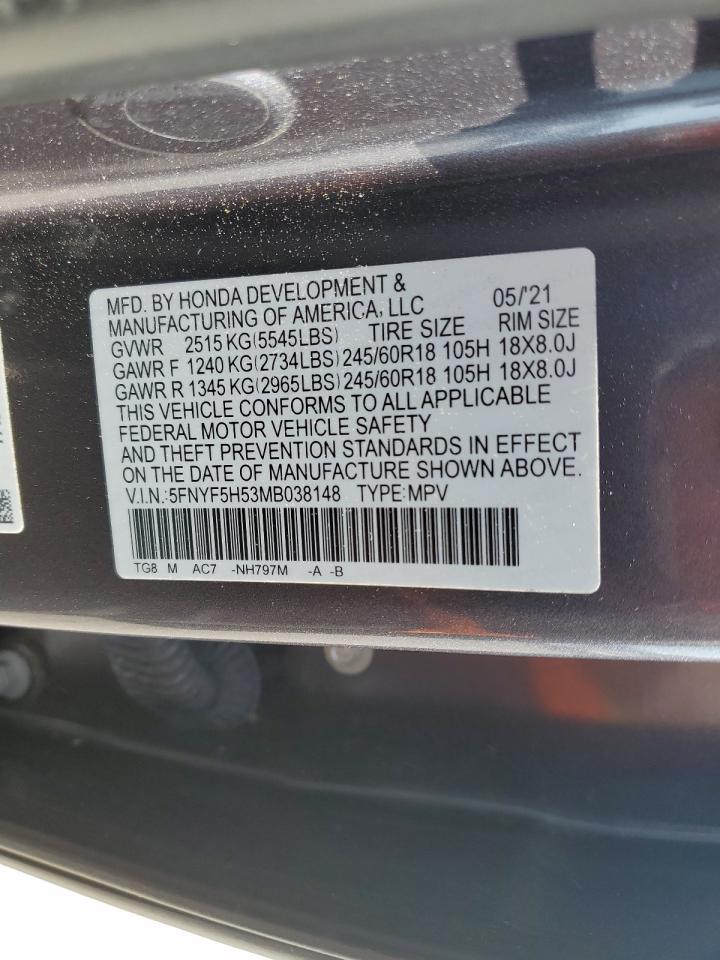 MFD. BY HONDA DEVELOPMENT &
MANUFACTURING OF AMERICA, LLC 05/'21
GVWR 2515 KG(5545LBS) TIRE SIZE RIM SIZE
GAWR F 1240 KG(2734LBS) 245/60R18 105H 18X8.0J
GAWR R 1345 KG(2965LBS) 245/60R18 105H 18X8.0J
THIS VEHICLE CONFORMS TO ALL APPLICABLE
FEDERAL MOTOR VEHICLE SAFETY
AND THEFT PREVENTION STANDARDS IN EFFECT
ON THE DATE OF MANUFACTURE SHOWN ABOVE.
V.I.N.:5FNYF5H53MB038148 TYPE:MPV
TG8 M AC7 -NH797M -A -B